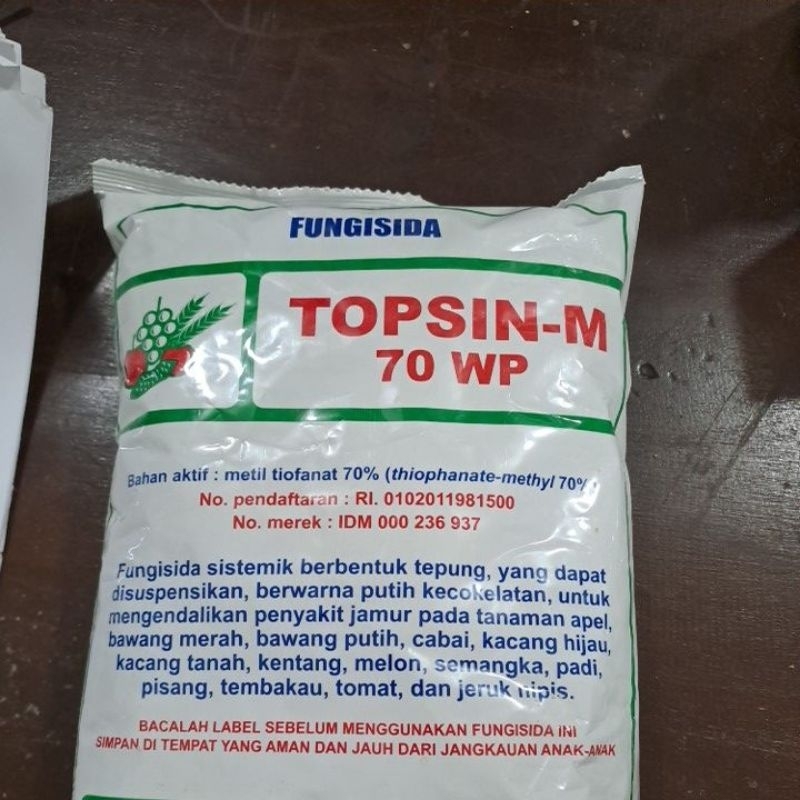 FUNGISIDA
TOPSIN-M
70 WP
Bahan aktif : metil tiofanat 70% (thiophanate-methyl 70%)
No. pendaftaran : RI. 0102011981500
No. merek : IDM 000 236 937
Fungisida sistemik berbentuk tepung, yang dapat
disuspensikan, berwarna putih kecokelatan, untuk
mengendalikan penyakit jamur pada tanaman apel,
bawang merah, bawang putih, cabai, kacang hijau,
kacang tanah, kentang, melon, semangka, padi,
pisang, tembakau, tomat, dan jeruk nipis.
BACALAH LABEL SEBELUM MENGGUNAKAN FUNGISIDA INI
SIMPAN DI TEMPAT YANG AMAN DAN JAUH DARI JANGKAUAN ANAK-ANAK